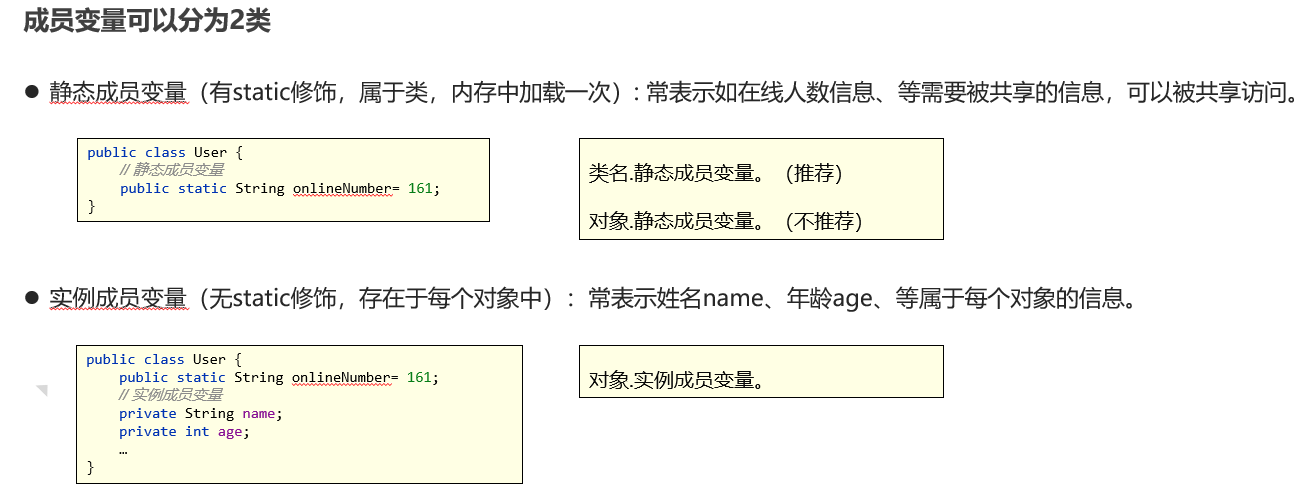 成员变量可以分为2类
● 静态成员变量（有static修饰，属于类，内存中加载一次）: 常表示如在线人数信息、等需要被共享的信息，可以被共享访问。
public class User {
// 静态成员变量
public static String onlineNumber= 161;
}
类名.静态成员变量。（推荐）
对象.静态成员变量。（不推荐）
● 实例成员变量（无static修饰，存在于每个对象中）：常表示姓名name、年龄age、等属于每个对象的信息。
public class User {
public static String onlineNumber= 161;
// 实例成员变量
private String name;
private int age;
…
}
对象.实例成员变量。